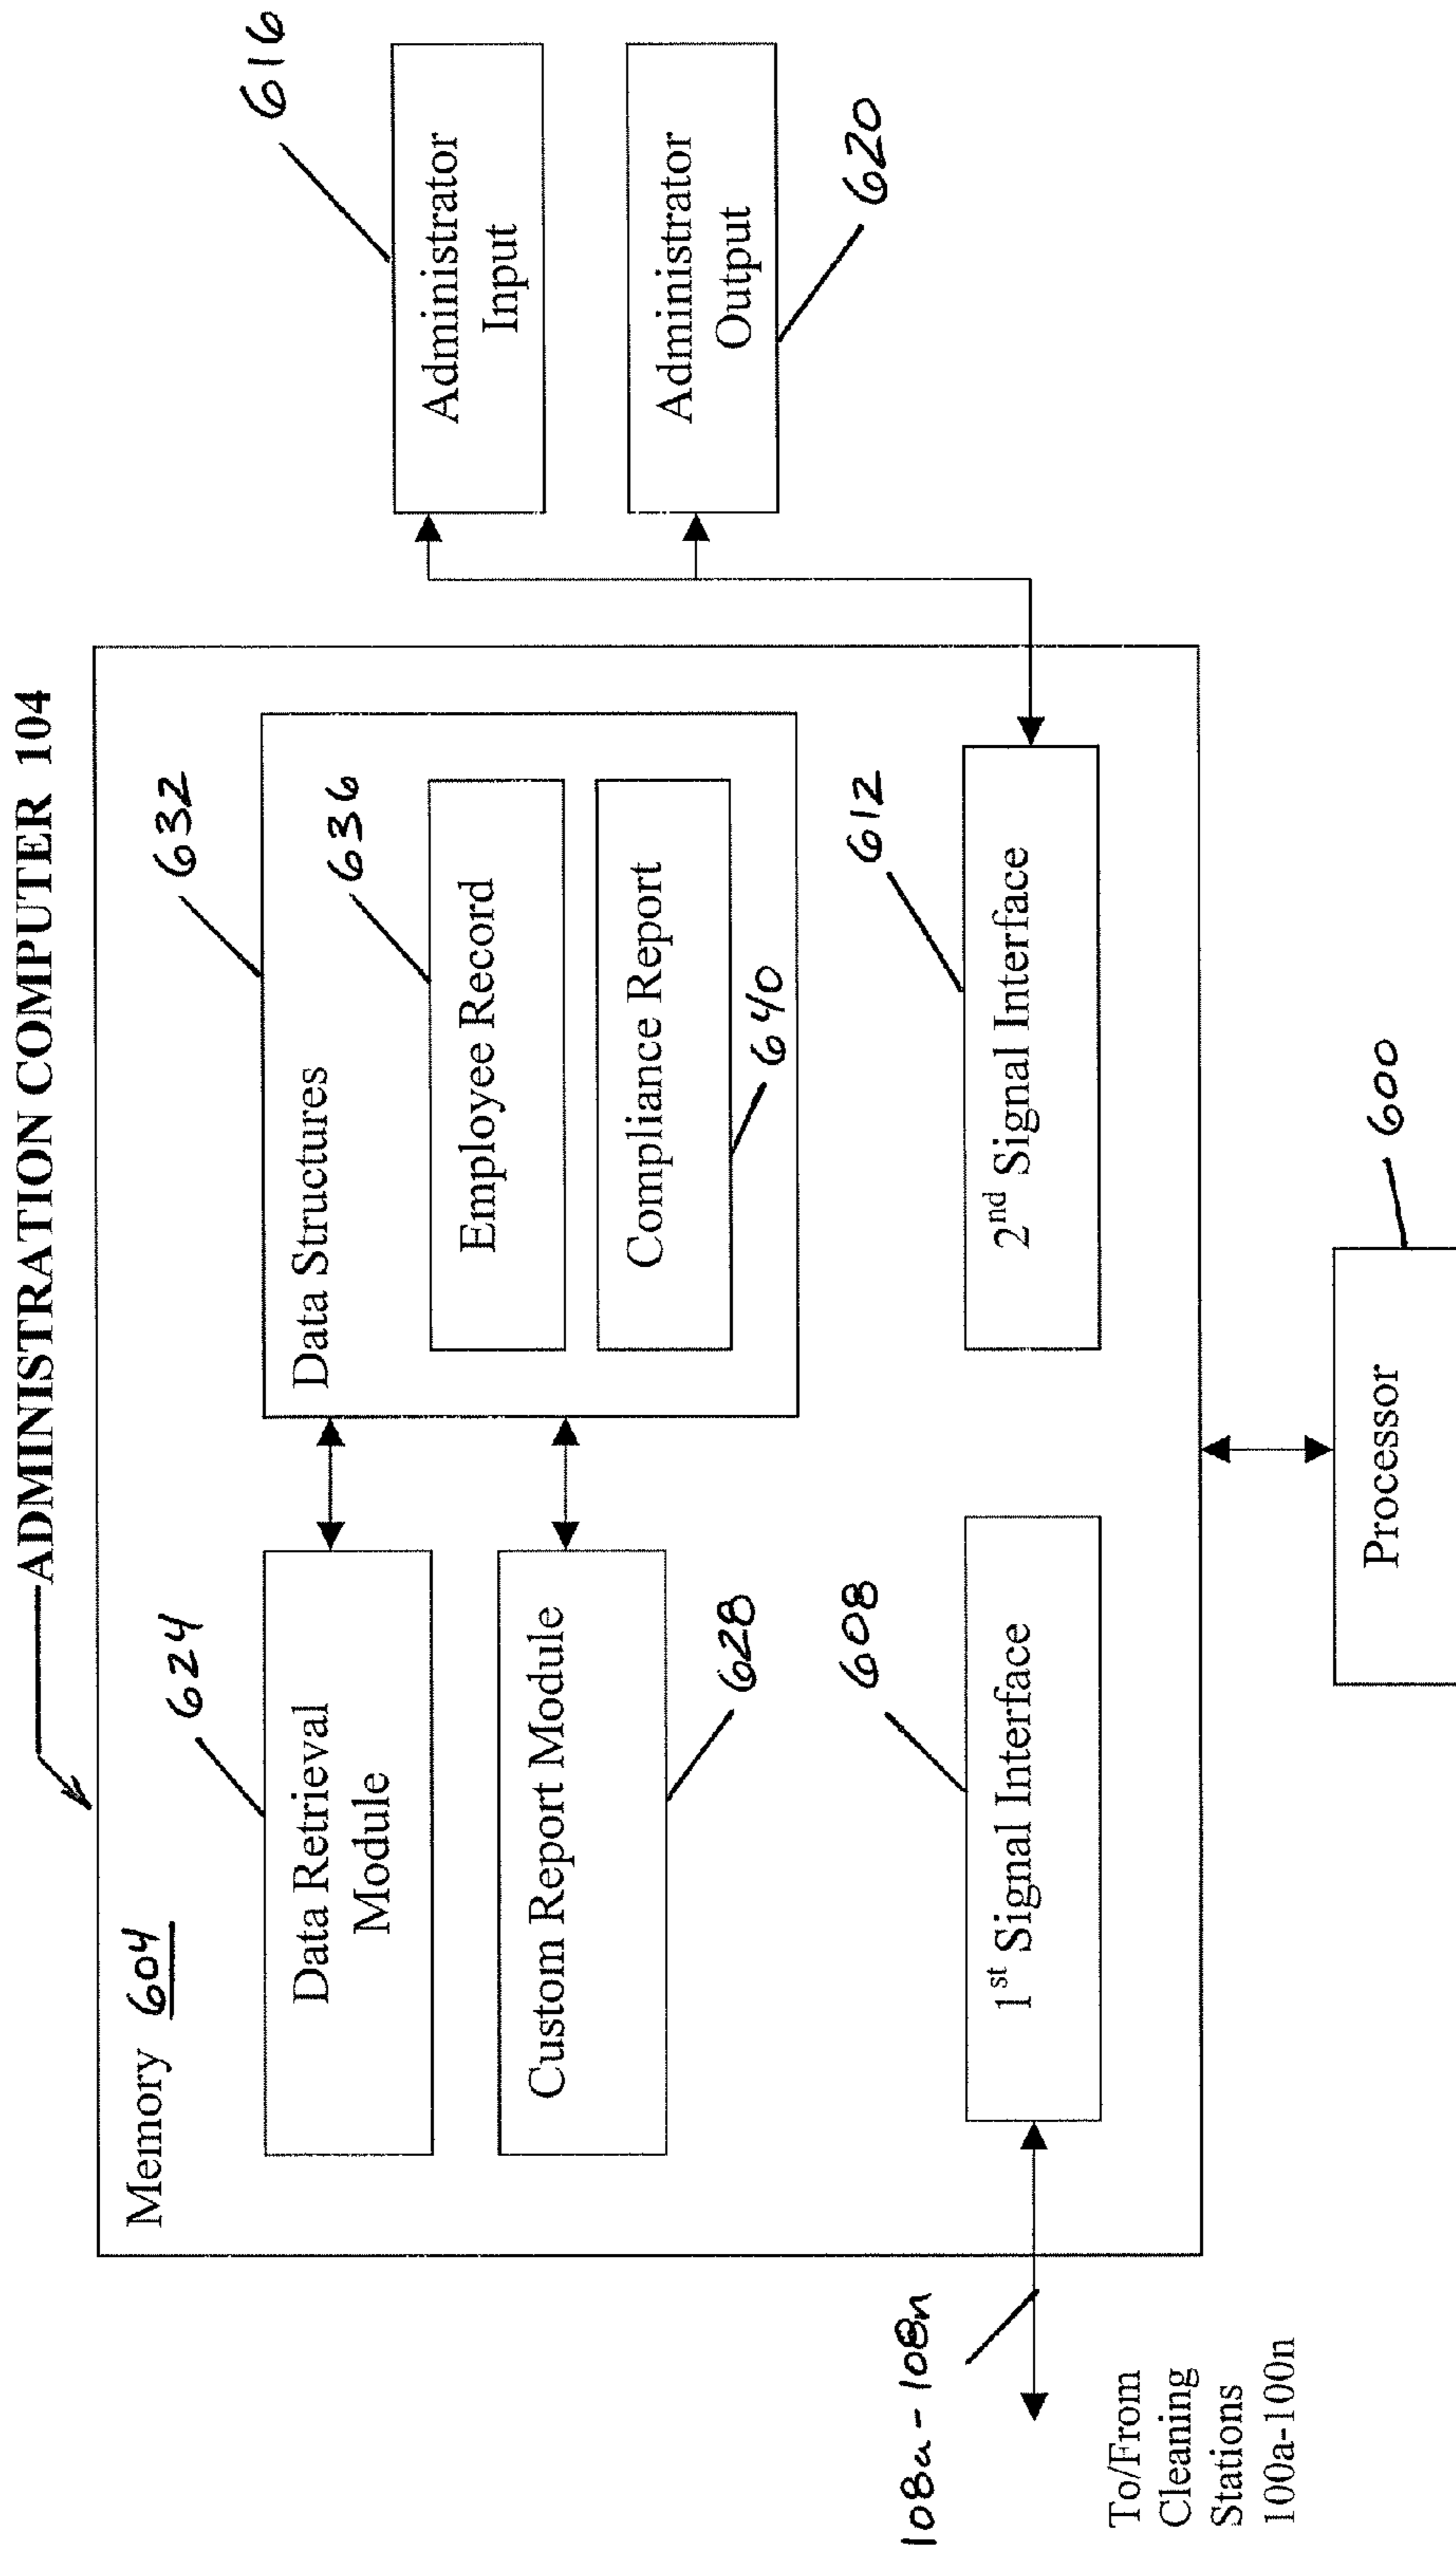 ADMINISTRATION COMPUTER 104
Memory 604
624
Data Retrieval
Module
Custom Report Module
628
632
Data Structures
636
Employee Record
Compliance Report
640
616
Administrator
Input
Administrator
Output
620
608
1st Signal Interface
612
2nd Signal Interface
108a - 108n
To/From
Cleaning
Stations
100a-100n
Processor
600